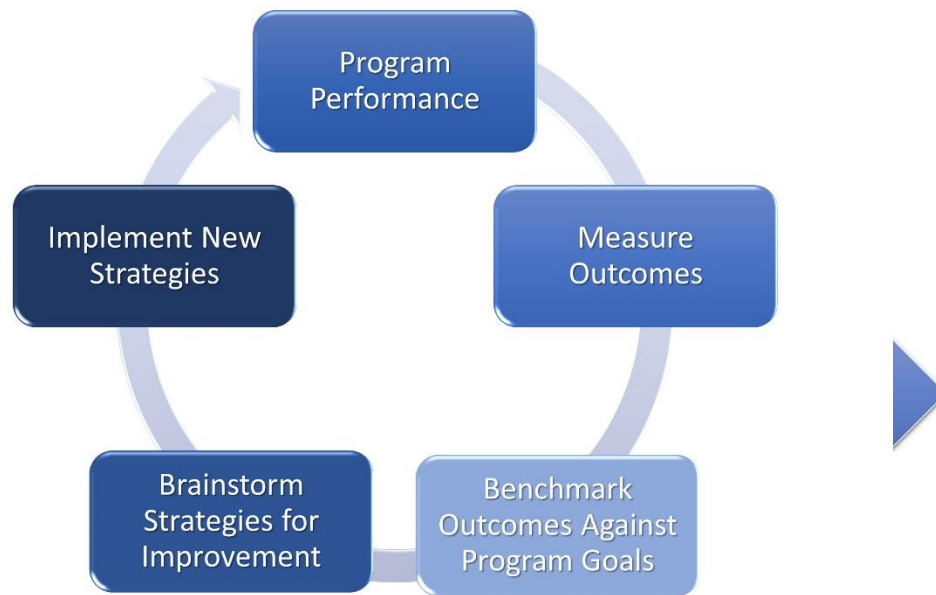 Program
Performance
Measure
Outcomes
Benchmark
Outcomes Against
Program Goals
Brainstorm
Strategies for
Improvement
Implement New
Strategies